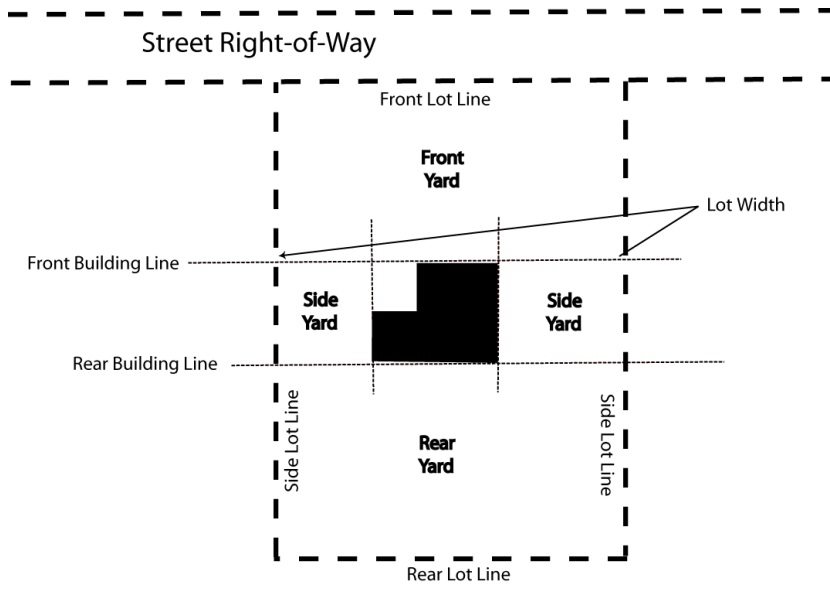 Street Right-of-Way
Front Lot Line
Front
Yard
Lot Width
Front Building Line
Side
Yard
Side
Yard
Rear Building Line
Side Lot Line
Side Lot Line
Rear
Yard
Rear Lot Line